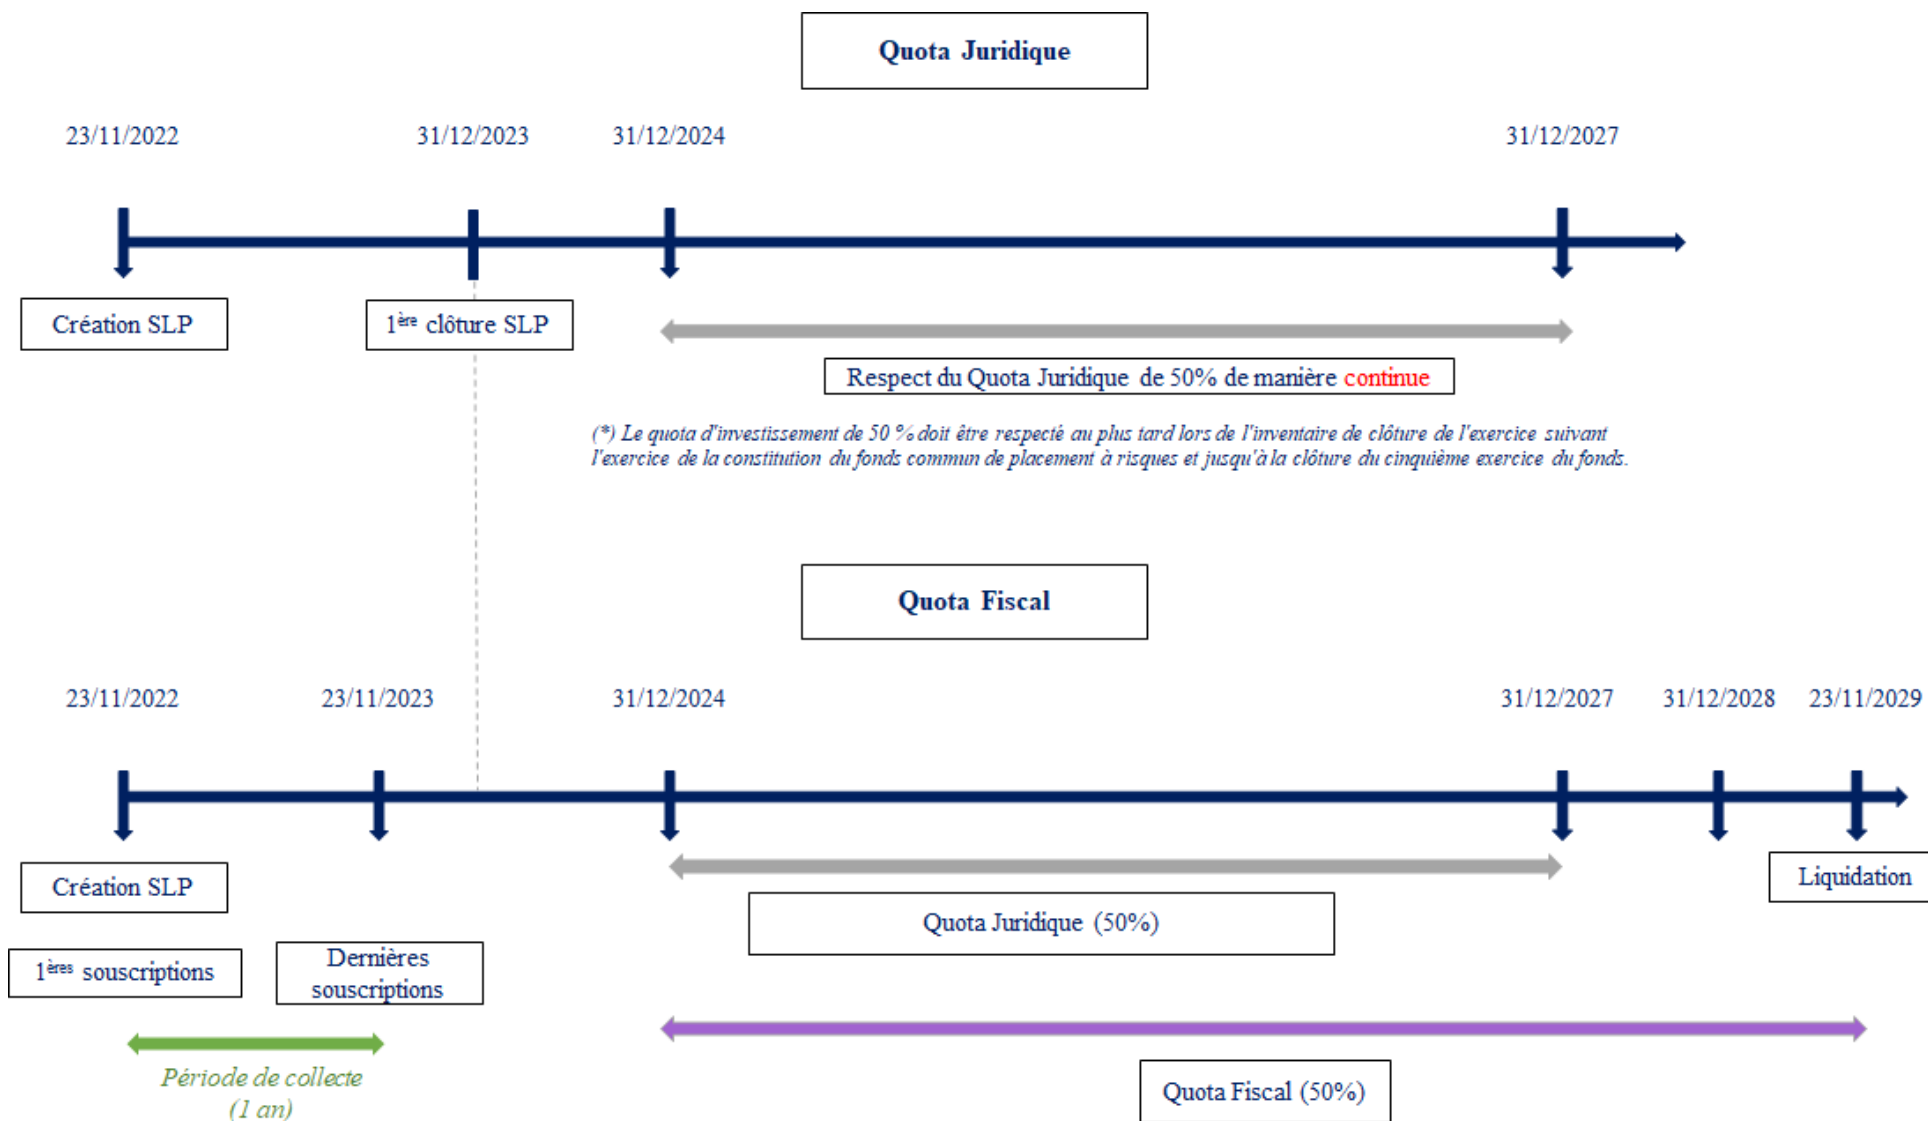 Quota Juridique
23/11/2022
31/12/2023
31/12/2024
31/12/2027
Création SLP
1ère clôture SLP
Respect du Quota Juridique de 50% de manière continue
(*) Le quota d'investissement de 50 % doit être respecté au plus tard lors de l'inventaire de clôture de l'exercice suivant
l'exercice de la constitution du fonds commun de placement à risques et jusqu'à la clôture du cinquième exercice du fonds.
Quota Fiscal
23/11/2022
23/11/2023
31/12/2024
31/12/2027
31/12/2028
23/11/2029
Création SLP
Liquidation
Quota Juridique (50%)
1ères souscriptions
Dernières
souscriptions
Période de collecte
(1 an)
Quota Fiscal (50%)